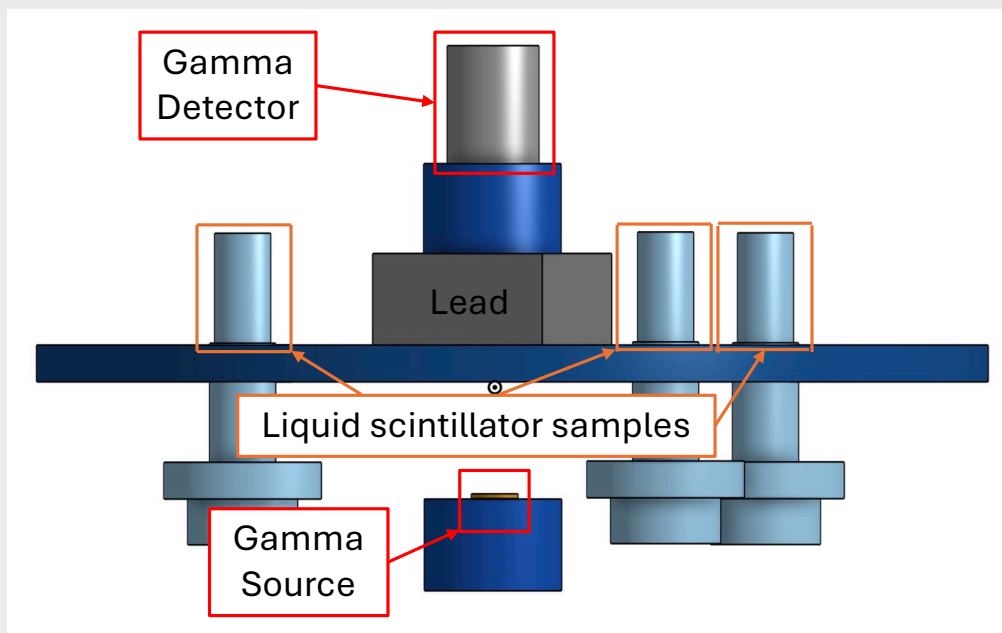 Gamma
Detector
Lead
Liquid scintillator samples
Gamma
Source